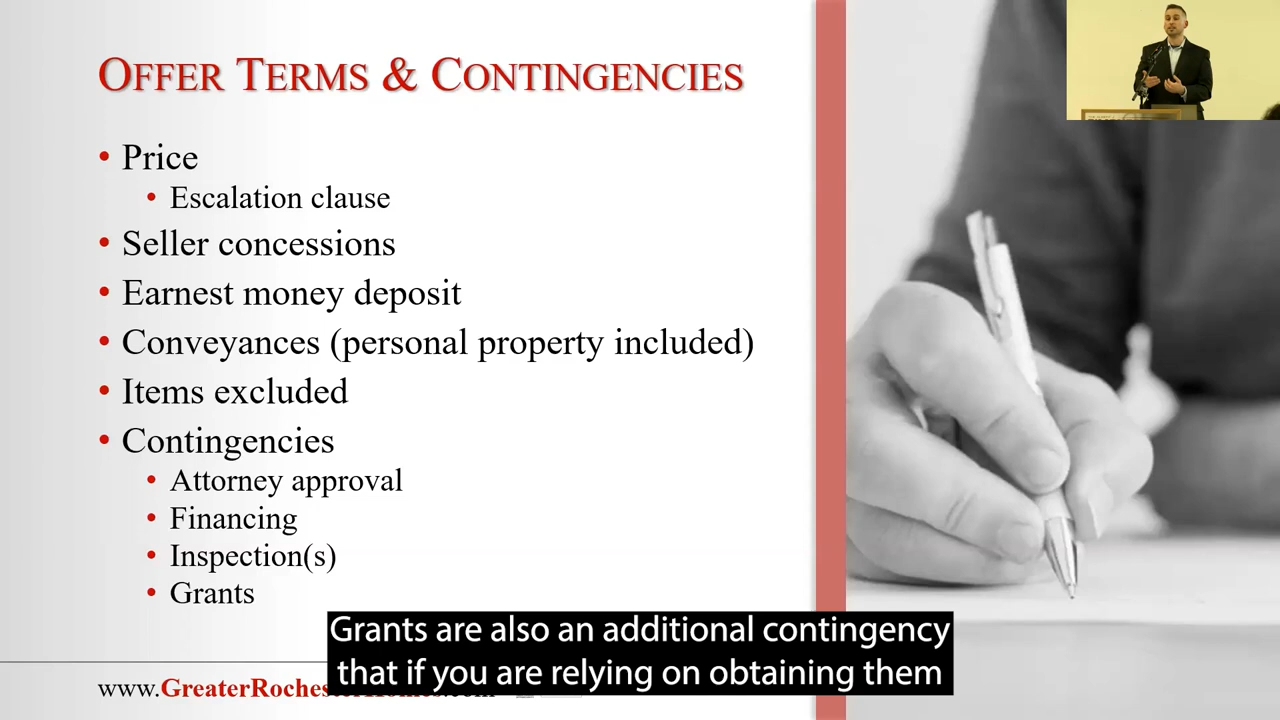 OFFER TERMS & CONTINGENCIES
• Price
• Escalation clause
• Seller concessions
• Earnest money deposit
• Conveyances (personal property included)
• Items excluded
• Contingencies
• Attorney approval
• Financing
• Inspection(s)
• Grants
Grants are also an additional contingency
that if you are relying on obtaining them
www.GreaterRochesterHomes.com